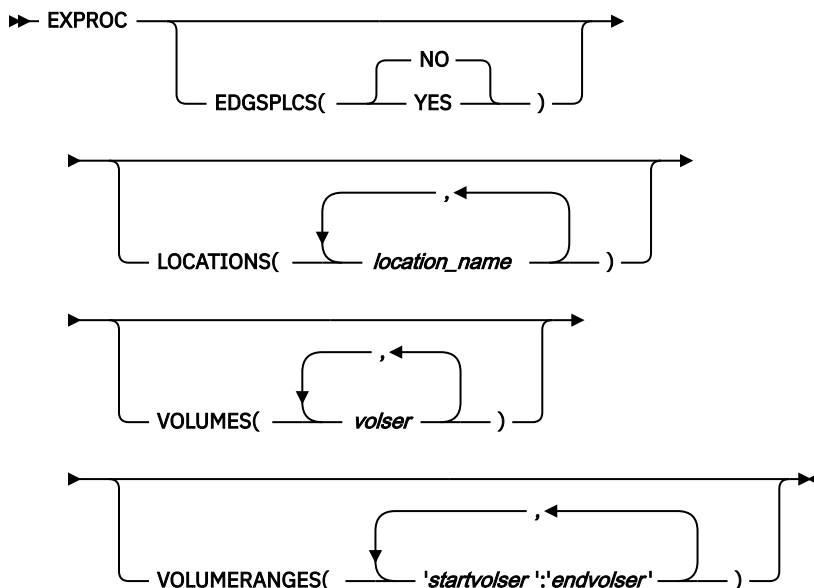 EXPROC
NO
EDGSPLCS( YES )
,
LOCATIONS( location_name )
,
VOLUMES( volser )
,
VOLUMERANGES( 'startvolser ':'endvolser' )